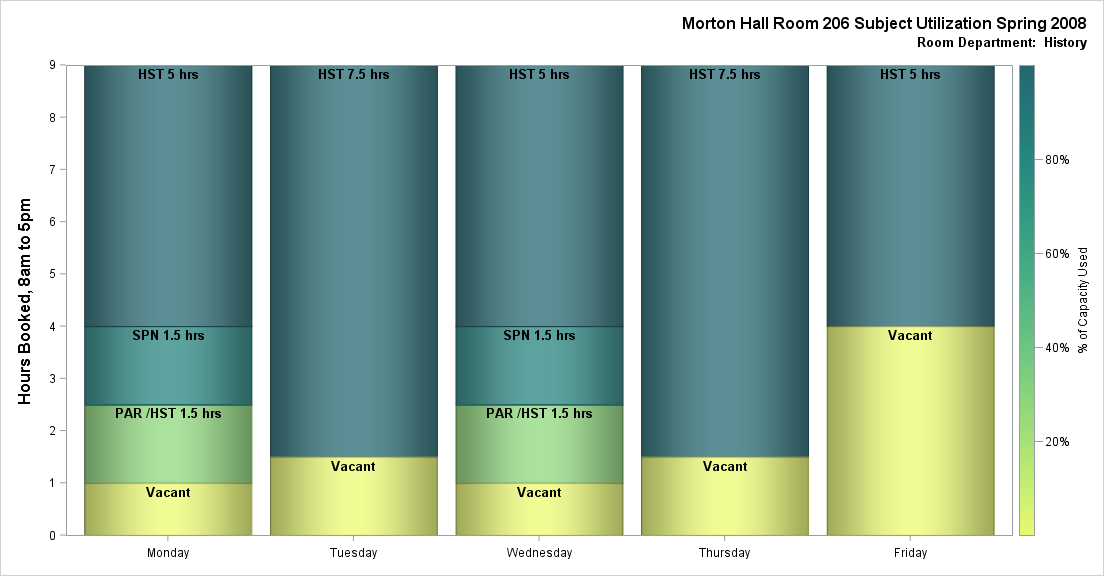 Morton Hall Room 206 Subject Utilization Spring 2008
Room Department: History
Hours Booked, 8am to 5pm
9
8
7
6
5
4
3
2
1
0
HST 5 hrs
SPN 1.5 hrs
PAR /HST 1.5 hrs
Vacant
HST 7.5 hrs
Vacant
HST 5 hrs
SPN 1.5 hrs
PAR /HST 1.5 hrs
Vacant
HST 7.5 hrs
Vacant
HST 5 hrs
Vacant
Monday
Tuesday
Wednesday
Thursday
Friday
80%
60%
40%
20%
% of Capacity Used